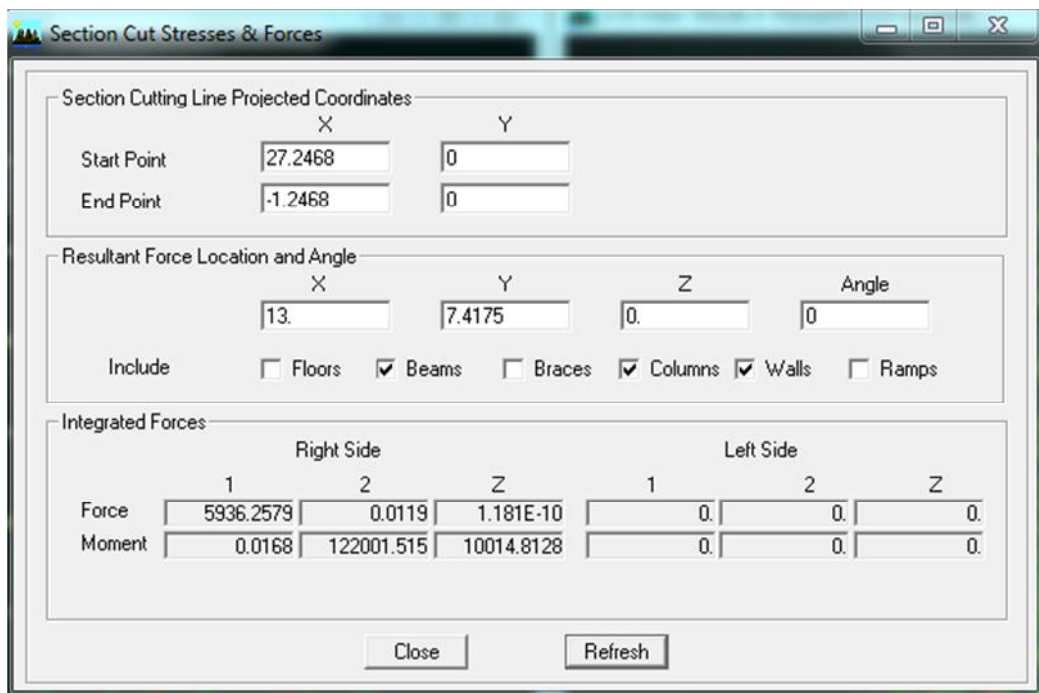 Section Cut Stresses & Forces
Section Cutting Line Projected Coordinates
X Y
Start Point 27.2468 0
End Point -1.2468 0
Resultant Force Location and Angle
X Y Z Angle
13. 7.4175 0. 0
Include Floors Beams Braces Columns Walls Ramps
Integrated Forces
Right Side Left Side
1 2 Z 1 2 Z
Force 5936.2579 0.0119 1.181E-10 0. 0. 0.
Moment 0.0168 122001.515 10014.8128 0. 0. 0.
Close Refresh